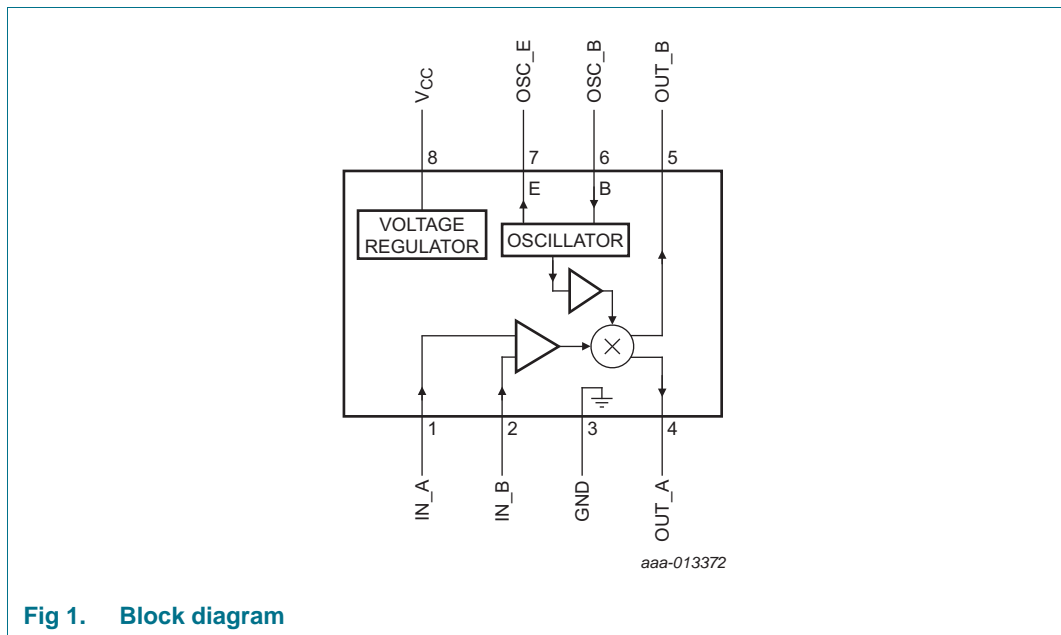 VCC
OSC_E
OSC_B
OUT_B
8
7
6
5
E
B
VOLTAGE
REGULATOR
OSCILLATOR
1
2
3
4
IN_A
IN_B
GND
OUT_A
aaa-013372
Fig 1. Block diagram